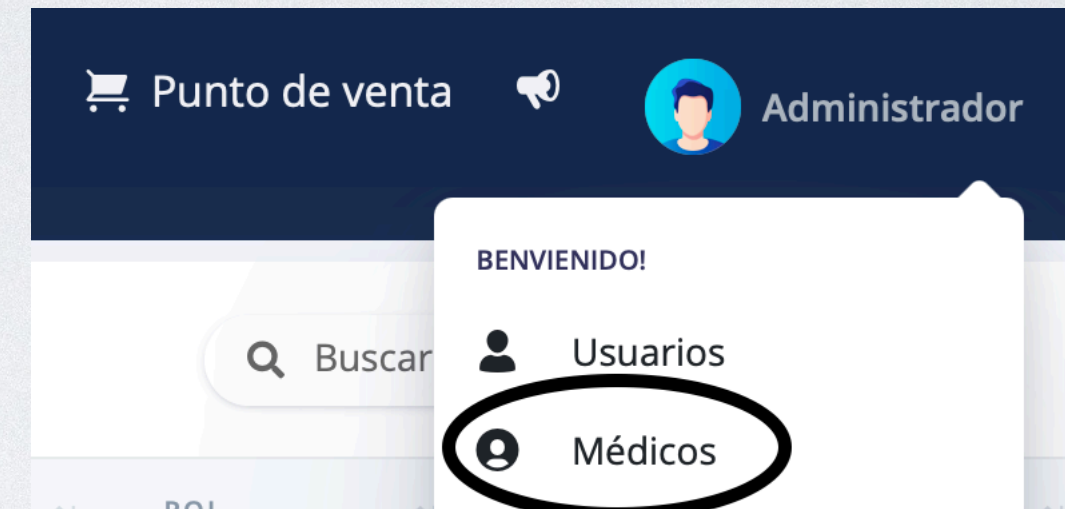 Punto de venta
Administrador
BENVIENIDO!
Usuarios
Buscar
Médicos